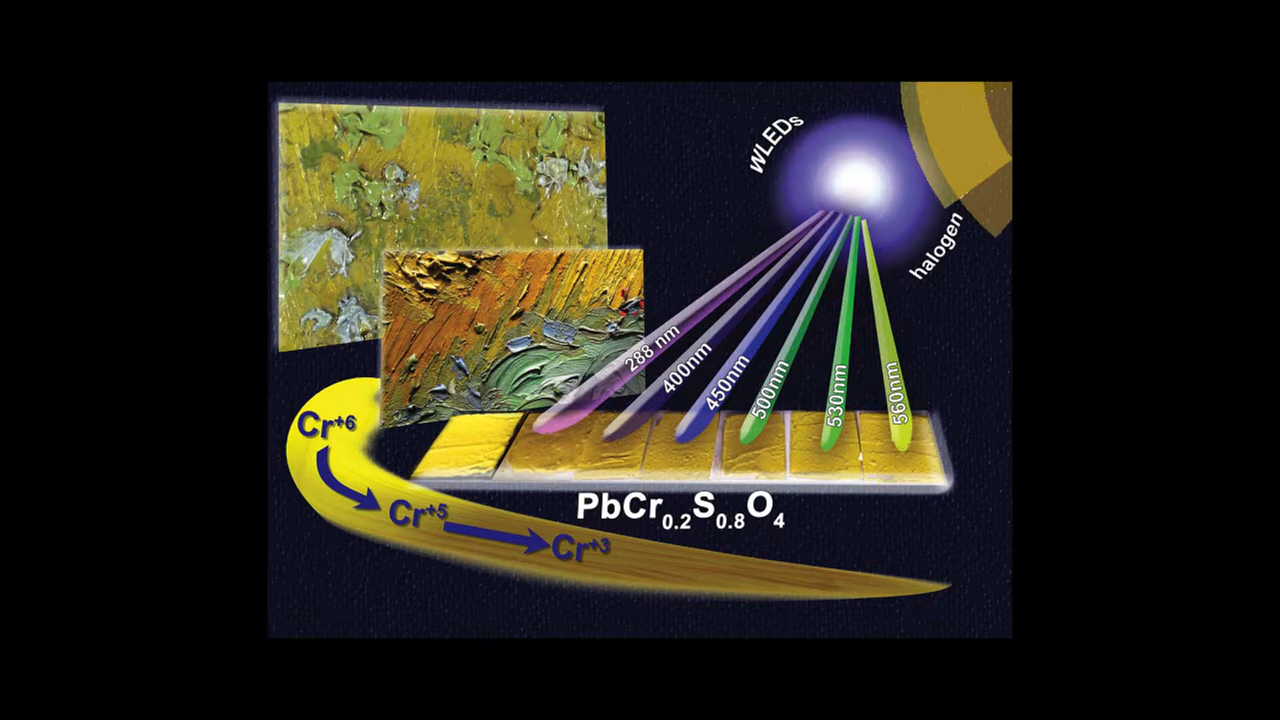 WLEDs
halogen
288 nm
400nm
450nm
500nm
530nm
560nm
Cr+6
Cr+5
Cr+3
PbCr0.2S0.8O4